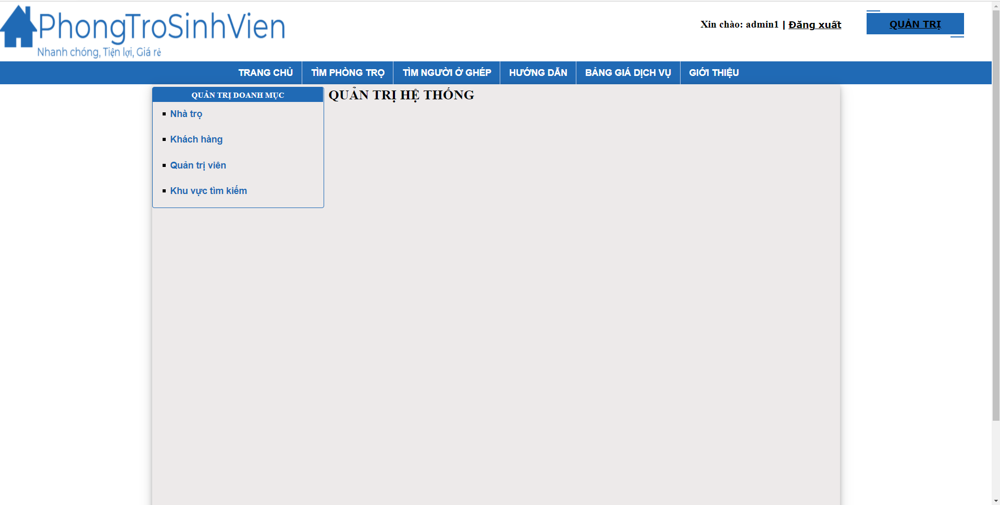 PhongTroSinhVien
Nhanh chóng, Tiện lợi, Giá rẻ
Xin chào: admin1 | Đăng xuất
QUẢN TRỊ
TRANG CHỦ
TÌM PHÒNG TRỌ
TÌM NGƯỜI Ở GHÉP
HƯỚNG DẪN
BẢNG GIÁ DỊCH VỤ
GIỚI THIỆU
QUẢN TRỊ DOANH MỤC
Nhà trọ
Khách hàng
Quản trị viên
Khu vực tìm kiếm
QUẢN TRỊ HỆ THỐNG